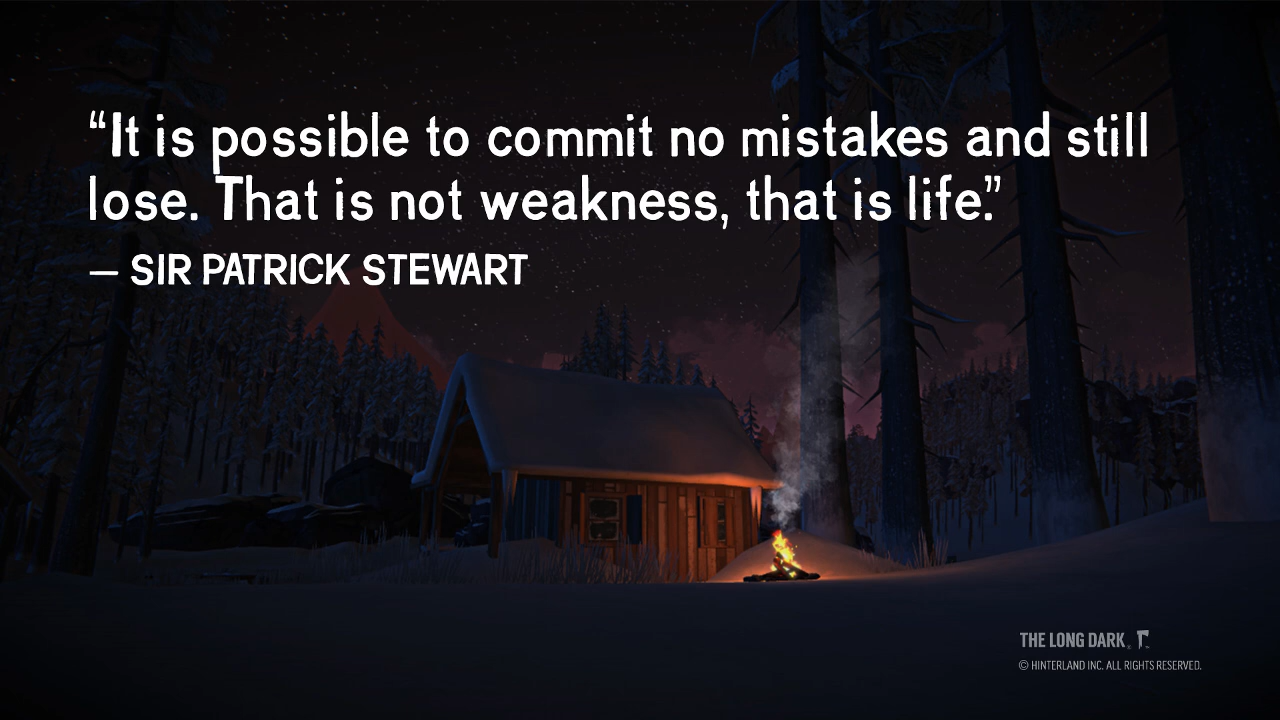 “It is possible to commit no mistakes and still
lose. That is not weakness, that is life.”
— SIR PATRICK STEWART
THE LONG DARK
© HINTERLAND INC. ALL RIGHTS RESERVED.